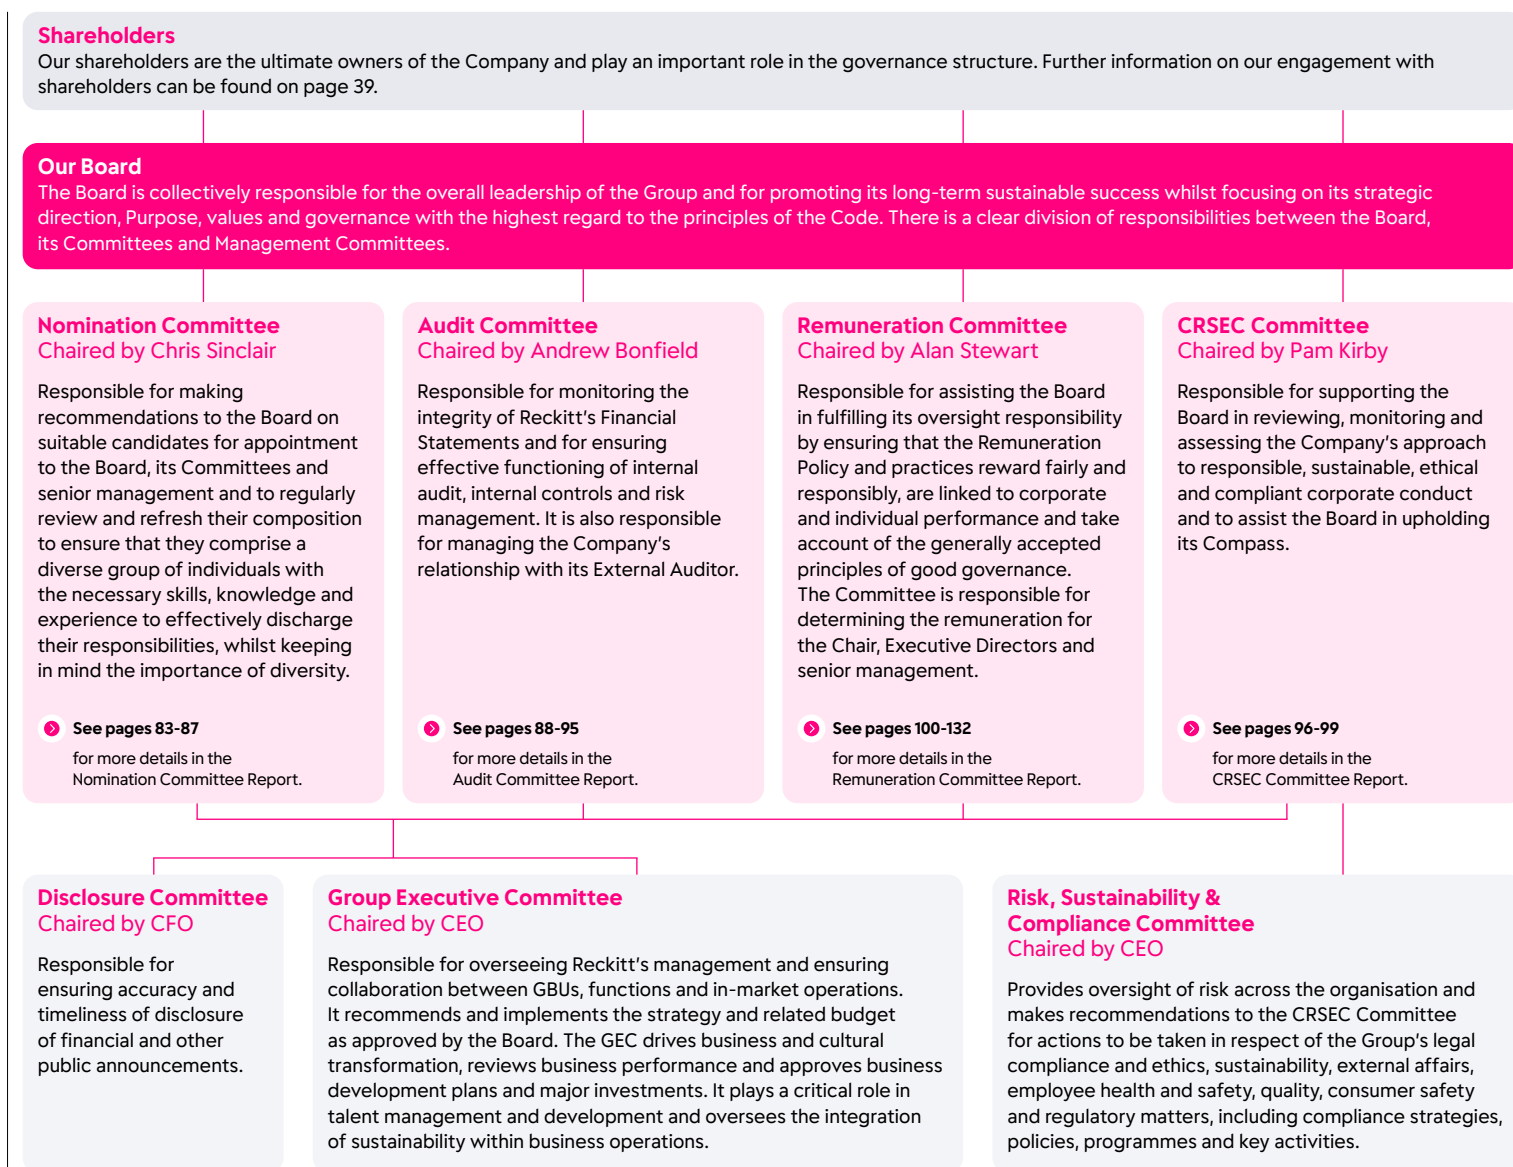 Shareholders
Our shareholders are the ultimate owners of the Company and play an important role in the governance structure. Further information on our engagement with
shareholders can be found on page 39.
Our Board
The Board is collectively responsible for the overall leadership of the Group and for promoting its long-term sustainable success whilst focusing on its strategic
direction, Purpose, values and governance with the highest regard to the principles of the Code. There is a clear division of responsibilities between the Board,
its Committees and Management Committees.
Nomination Committee
Chaired by Chris Sinclair
Responsible for making
recommendations to the Board on
suitable candidates for appointment
to the Board, its Committees and
senior management and to regularly
review and refresh their composition
to ensure that they comprise a
diverse group of individuals with
the necessary skills, knowledge and
experience to effectively discharge
their responsibilities, whilst keeping
in mind the importance of diversity.
See pages 83-87
for more details in the
Nomination Committee Report.
Audit Committee
Chaired by Andrew Bonfield
Responsible for monitoring the
integrity of Reckitt's Financial
Statements and for ensuring
effective functioning of internal
audit, internal controls and risk
management. It is also responsible
for managing the Company's
relationship with its External Auditor.
See pages 88-95
for more details in the
Audit Committee Report.
Remuneration Committee
Chaired by Alan Stewart
Responsible for assisting the Board
in fulfilling its oversight responsibility
by ensuring that the Remuneration
Policy and practices reward fairly and
responsibly, are linked to corporate
and individual performance and take
account of the generally accepted
principles of good governance.
The Committee is responsible for
determining the remuneration for
the Chair, Executive Directors and
senior management.
See pages 100-132
for more details in the
Remuneration Committee Report.
CRSEC Committee
Chaired by Pam Kirby
Responsible for supporting the
Board in reviewing, monitoring and
assessing the Company's approach
to responsible, sustainable, ethical
and compliant corporate conduct
and to assist the Board in upholding
its Compass.
See pages 96-99
for more details in the
CRSEC Committee Report.
Disclosure Committee
Chaired by CFO
Responsible for
ensuring accuracy and
timeliness of disclosure
of financial and other
public announcements.
Group Executive Committee
Chaired by CEO
Responsible for overseeing Reckitt's management and ensuring
collaboration between GBUs, functions and in-market operations.
It recommends and implements the strategy and related budget
as approved by the Board. The GEC drives business and cultural
transformation, reviews business performance and approves business
development plans and major investments. It plays a critical role in
talent management and development and oversees the integration
of sustainability within business operations.
Risk, Sustainability &
Compliance Committee
Chaired by CEO
Provides oversight of risk across the organisation and
makes recommendations to the CRSEC Committee
for actions to be taken in respect of the Group's legal
compliance and ethics, sustainability, external affairs,
employee health and safety, quality, consumer safety
and regulatory matters, including compliance strategies,
policies, programmes and key activities.